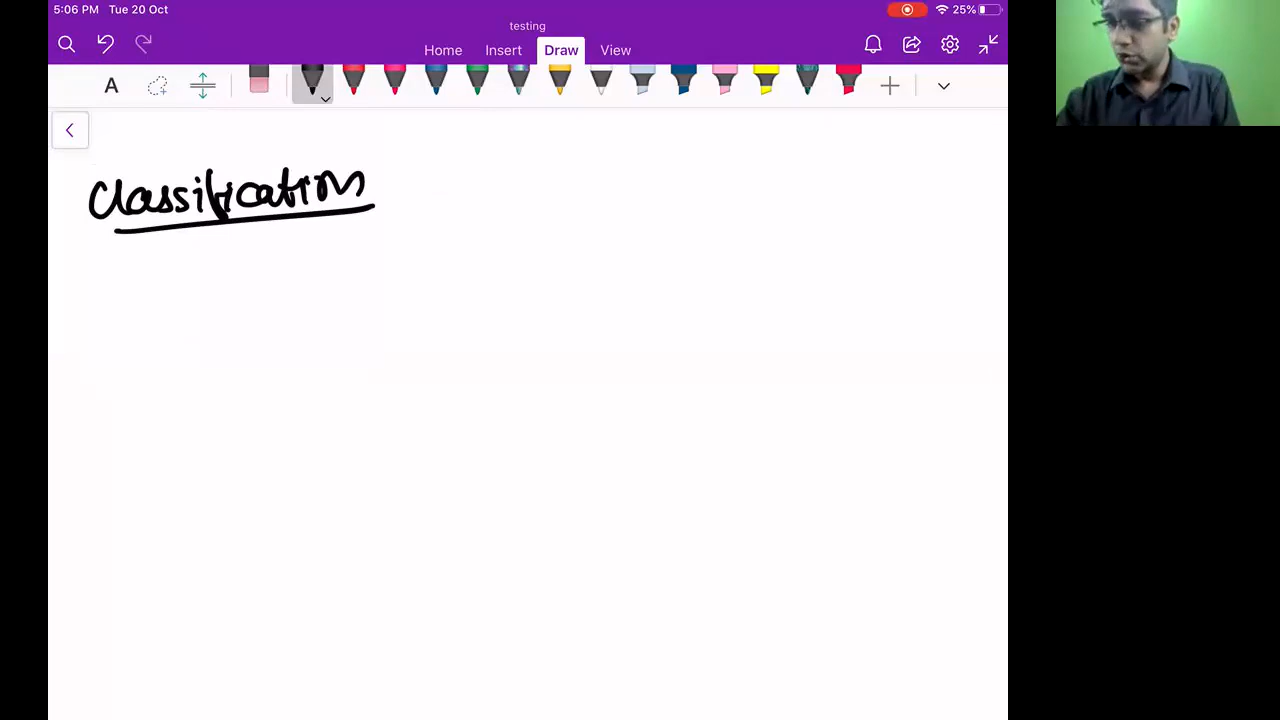 5:06 PM Tue 20 Oct
25%
testing
Home Insert Draw View
A
Classification